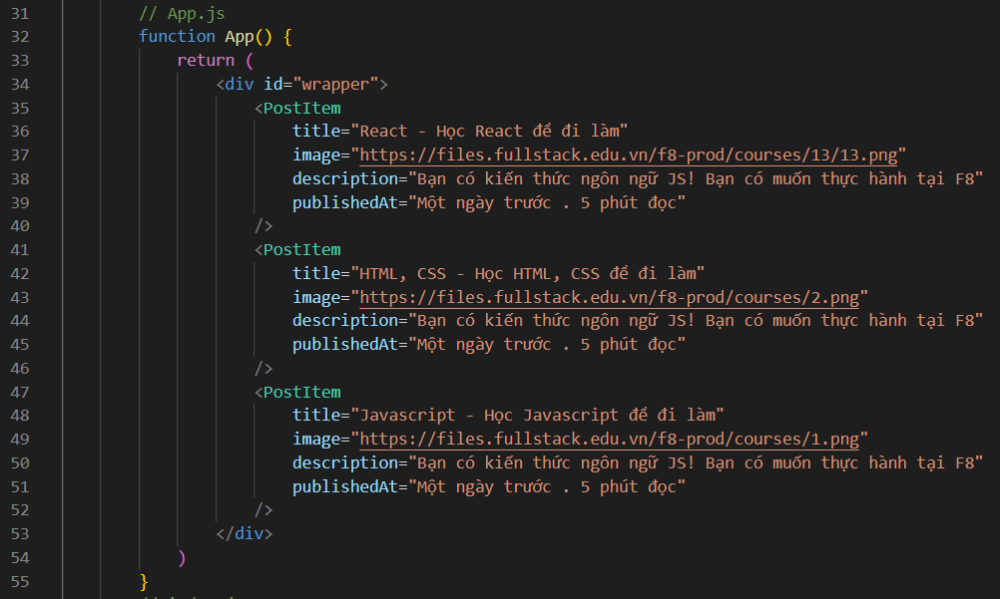 31 // App.js
32 function App() {
33 return (
34 <div id="wrapper">
35 <PostItem
36 title="React - Học React để đi làm"
37 image="https://files.fullstack.edu.vn/f8-prod/courses/13/13.png"
38 description="Bạn có kiến thức ngôn ngữ JS! Bạn có muốn thực hành tại F8"
39 publishedAt="Một ngày trước . 5 phút đọc"
40 />
41 <PostItem
42 title="HTML, CSS - Học HTML, CSS để đi làm"
43 image="https://files.fullstack.edu.vn/f8-prod/courses/2.png"
44 description="Bạn có kiến thức ngôn ngữ JS! Bạn có muốn thực hành tại F8"
45 publishedAt="Một ngày trước . 5 phút đọc"
46 />
47 <PostItem
48 title="Javascript - Học Javascript để đi làm"
49 image="https://files.fullstack.edu.vn/f8-prod/courses/1.png"
50 description="Bạn có kiến thức ngôn ngữ JS! Bạn có muốn thực hành tại F8"
51 publishedAt="Một ngày trước . 5 phút đọc"
52 />
53 </div>
54 )
55 }